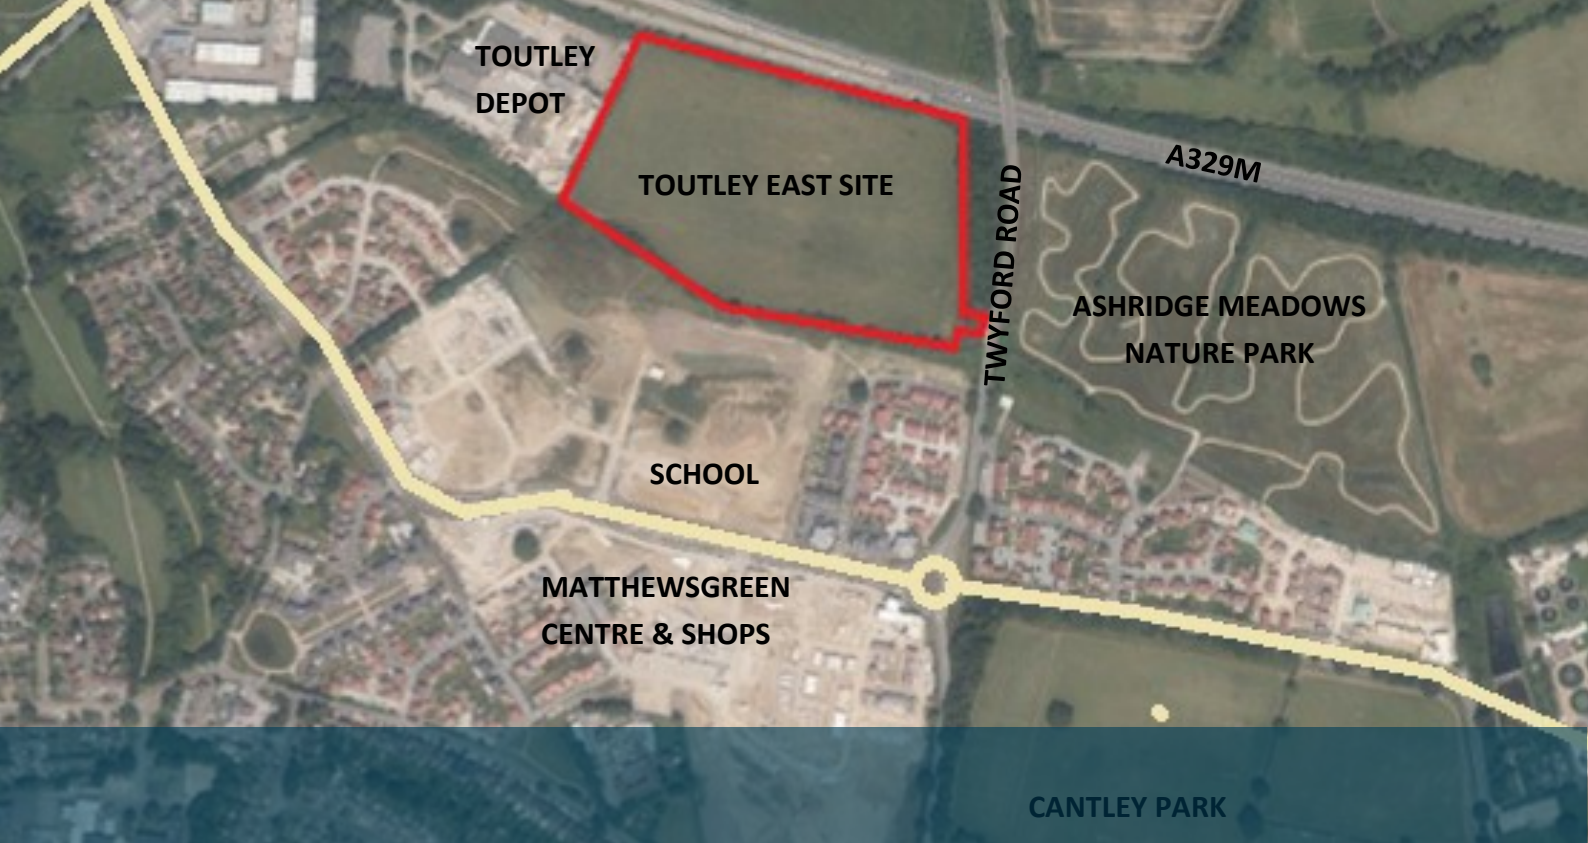 TOUTLEY
DEPOT
TOUTLEY EAST SITE
A329M
TWYFORD ROAD
ASHRIDGE MEADOWS
NATURE PARK
SCHOOL
MATTHEWSGREEN
CENTRE & SHOPS
CANTLEY PARK